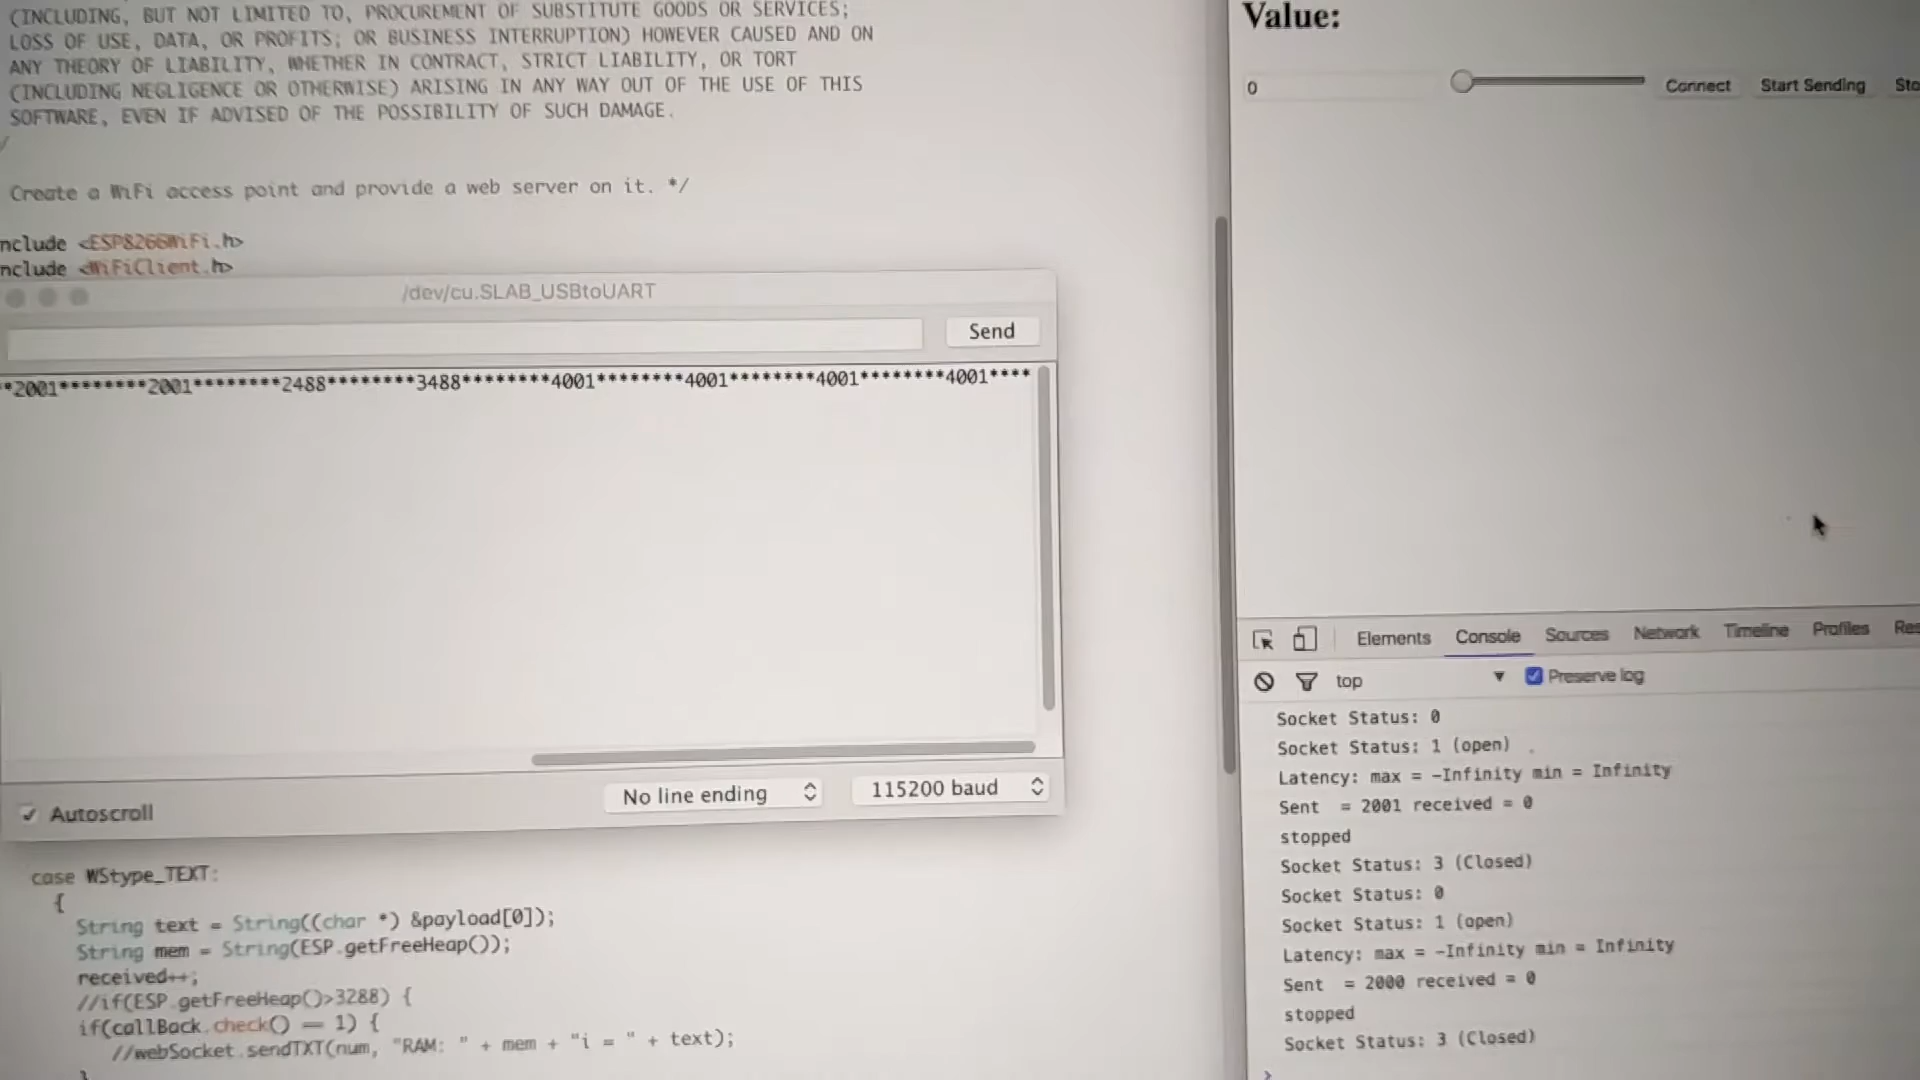 (INCLUDING, BUT NOT LIMITED TO, PROCUREMENT OF SUBSTITUTE GOODS OR SERVICES;
LOSS OF USE, DATA, OR PROFITS; OR BUSINESS INTERRUPTION) HOWEVER CAUSED AND ON
ANY THEORY OF LIABILITY, WHETHER IN CONTRACT, STRICT LIABILITY, OR TORT
(INCLUDING NEGLIGENCE OR OTHERWISE) ARISING IN ANY WAY OUT OF THE USE OF THIS
SOFTWARE, EVEN IF ADVISED OF THE POSSIBILITY OF SUCH DAMAGE.
/
Create a WiFi access point and provide a web server on it. */
nclude <ESP8266WiFi.h>
nclude <WiFiClient.h>
/dev/cu.SLAB_USBtoUART
Send
**2001********2001********2488********3488********4001********4001********4001********4001****
Autoscroll
No line ending
115200 baud
case WStype_TEXT:
{
String text = String((char *) &payload[0]);
String mem = String(ESP.getFreeHeap());
received++;
//if(ESP.getFreeHeap()>3288) {
if(callBack.check() == 1) {
//webSocket.sendTXT(num, "RAM: " + mem + "i = " + text);
}
Value:
0
Connect
Start Sending
Sto
Elements
Console
Sources
Network
Timeline
Profiles
Res
top
Preserve log
Socket Status: 0
Socket Status: 1 (open)
Latency: max = -Infinity min = Infinity
Sent = 2001 received = 0
stopped
Socket Status: 3 (Closed)
Socket Status: 0
Socket Status: 1 (open)
Latency: max = -Infinity min = Infinity
Sent = 2000 received = 0
stopped
Socket Status: 3 (Closed)
>